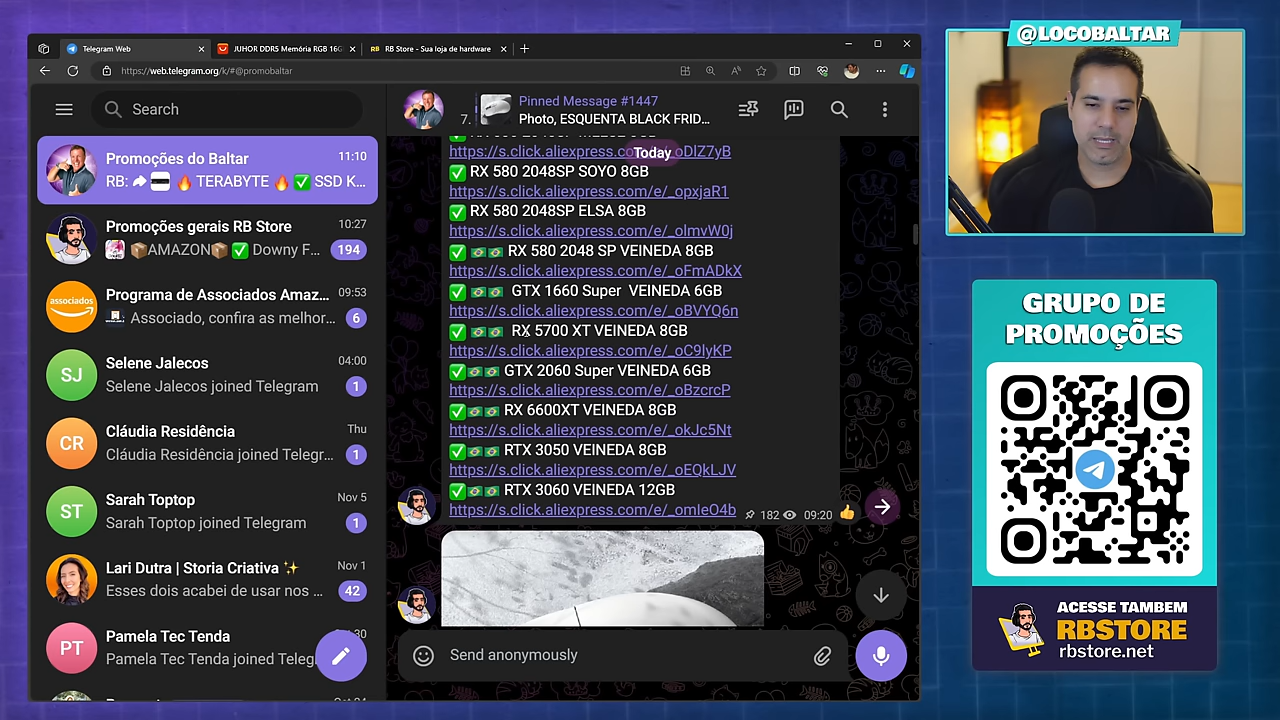 Telegram Web
JUHOR DDR5 Memória RGB 16G
RB Store - Sua loja de hardware
https://web.telegram.org/k/#@promobaltar
Search
Promoções do Baltar
11:10
RB: TERABYTE SSD K...
Promoções gerais RB Store
10:27
AMAZON Downy F...
194
associados
Programa de Associados Amaz...
09:53
Associado, confira as melhor...
6
SJ
Selene Jalecos
04:00
Selene Jalecos joined Telegram
1
CR
Cláudia Residência
Thu
Cláudia Residência joined Telegr...
1
ST
Sarah Toptop
Nov 5
Sarah Toptop joined Telegram
1
Lari Dutra | Storia Criativa
Nov 1
Esses dois acabei de usar nos ...
42
PT
Pamela Tec Tenda
Pamela Tec Tenda joined Teleg
7.
Pinned Message #1447
Photo, ESQUENTA BLACK FRID...
Today
RX 580 2048SP SOYO 8GB
https://s.click.aliexpress.com/e/_opxjaR1
RX 580 2048SP ELSA 8GB
https://s.click.aliexpress.com/e/_oImvW0j
RX 580 2048 SP VEINEDA 8GB
https://s.click.aliexpress.com/e/_oFmADkX
GTX 1660 Super VEINEDA 6GB
https://s.click.aliexpress.com/e/_oBVYQ6n
RX 5700 XT VEINEDA 8GB
https://s.click.aliexpress.com/e/_oC9lyKP
GTX 2060 Super VEINEDA 6GB
https://s.click.aliexpress.com/e/_oBzcrcP
RX 6600XT VEINEDA 8GB
https://s.click.aliexpress.com/e/_okJc5Nt
RTX 3050 VEINEDA 8GB
https://s.click.aliexpress.com/e/_oEQkLJV
RTX 3060 VEINEDA 12GB
https://s.click.aliexpress.com/e/_omIeO4b
182
09:20
Send anonymously
@LOCOBALTAR
GRUPO DE
PROMOÇÕES
ACESSE TAMBEM
RBSTORE
rbstore.net